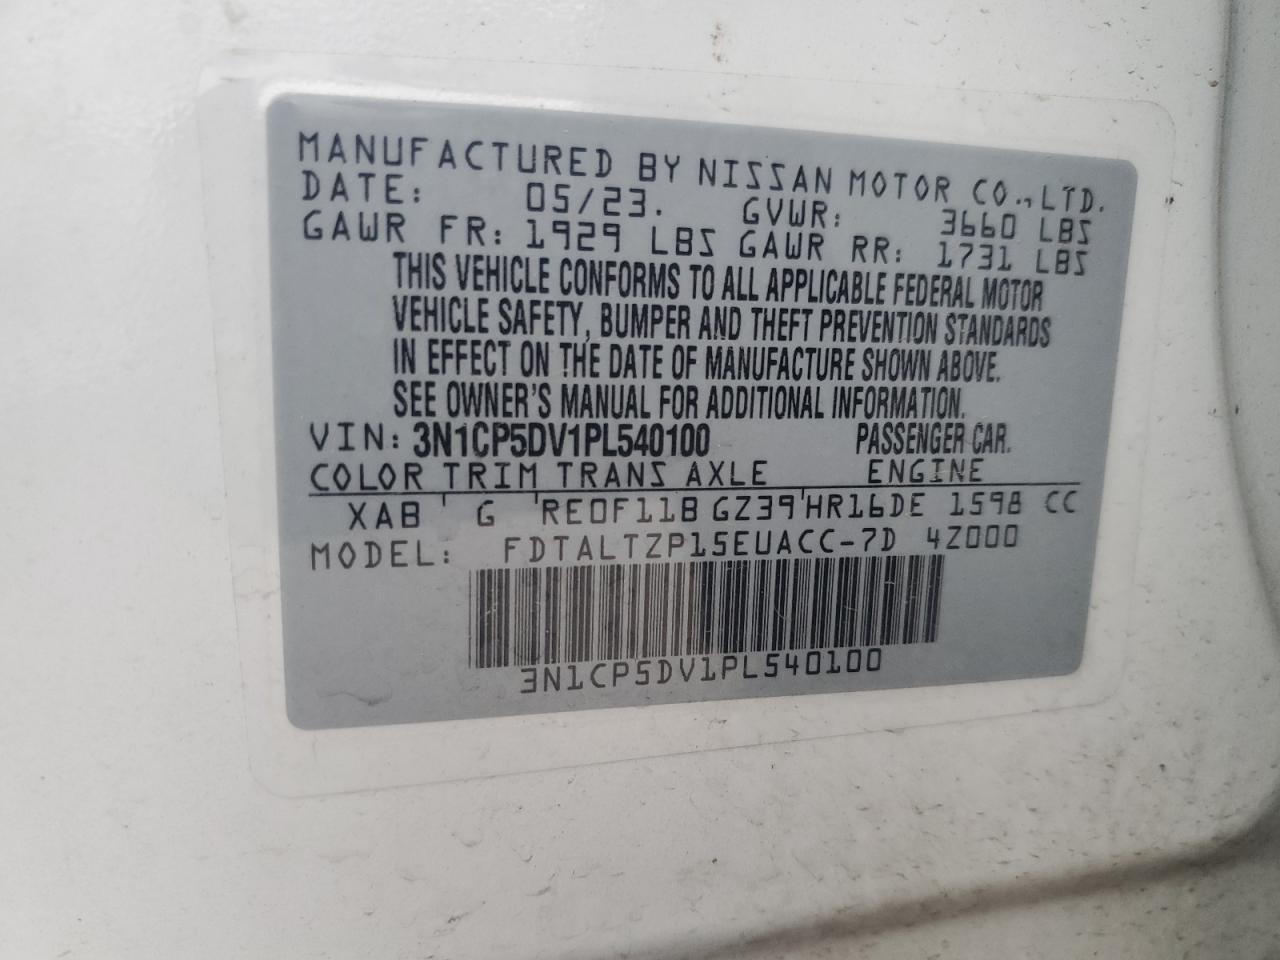 MANUFACTURED BY NISSAN MOTOR CO.,LTD.
DATE: 05/23. GVWR: 3660 LBS
GAWR FR: 1929 LBS GAWR RR: 1731 LBS
THIS VEHICLE CONFORMS TO ALL APPLICABLE FEDERAL MOTOR
VEHICLE SAFETY, BUMPER AND THEFT PREVENTION STANDARDS
IN EFFECT ON THE DATE OF MANUFACTURE SHOWN ABOVE.
SEE OWNER'S MANUAL FOR ADDITIONAL INFORMATION.
VIN: 3N1CP5DV1PL540100 PASSENGER CAR.
COLOR TRIM TRANS AXLE ENGINE
XAB G RE0F11B GZ39 HR16DE 1598 CC
MODEL: FDTALTZP15EUACC-7D 4Z000
3N1CP5DV1PL540100